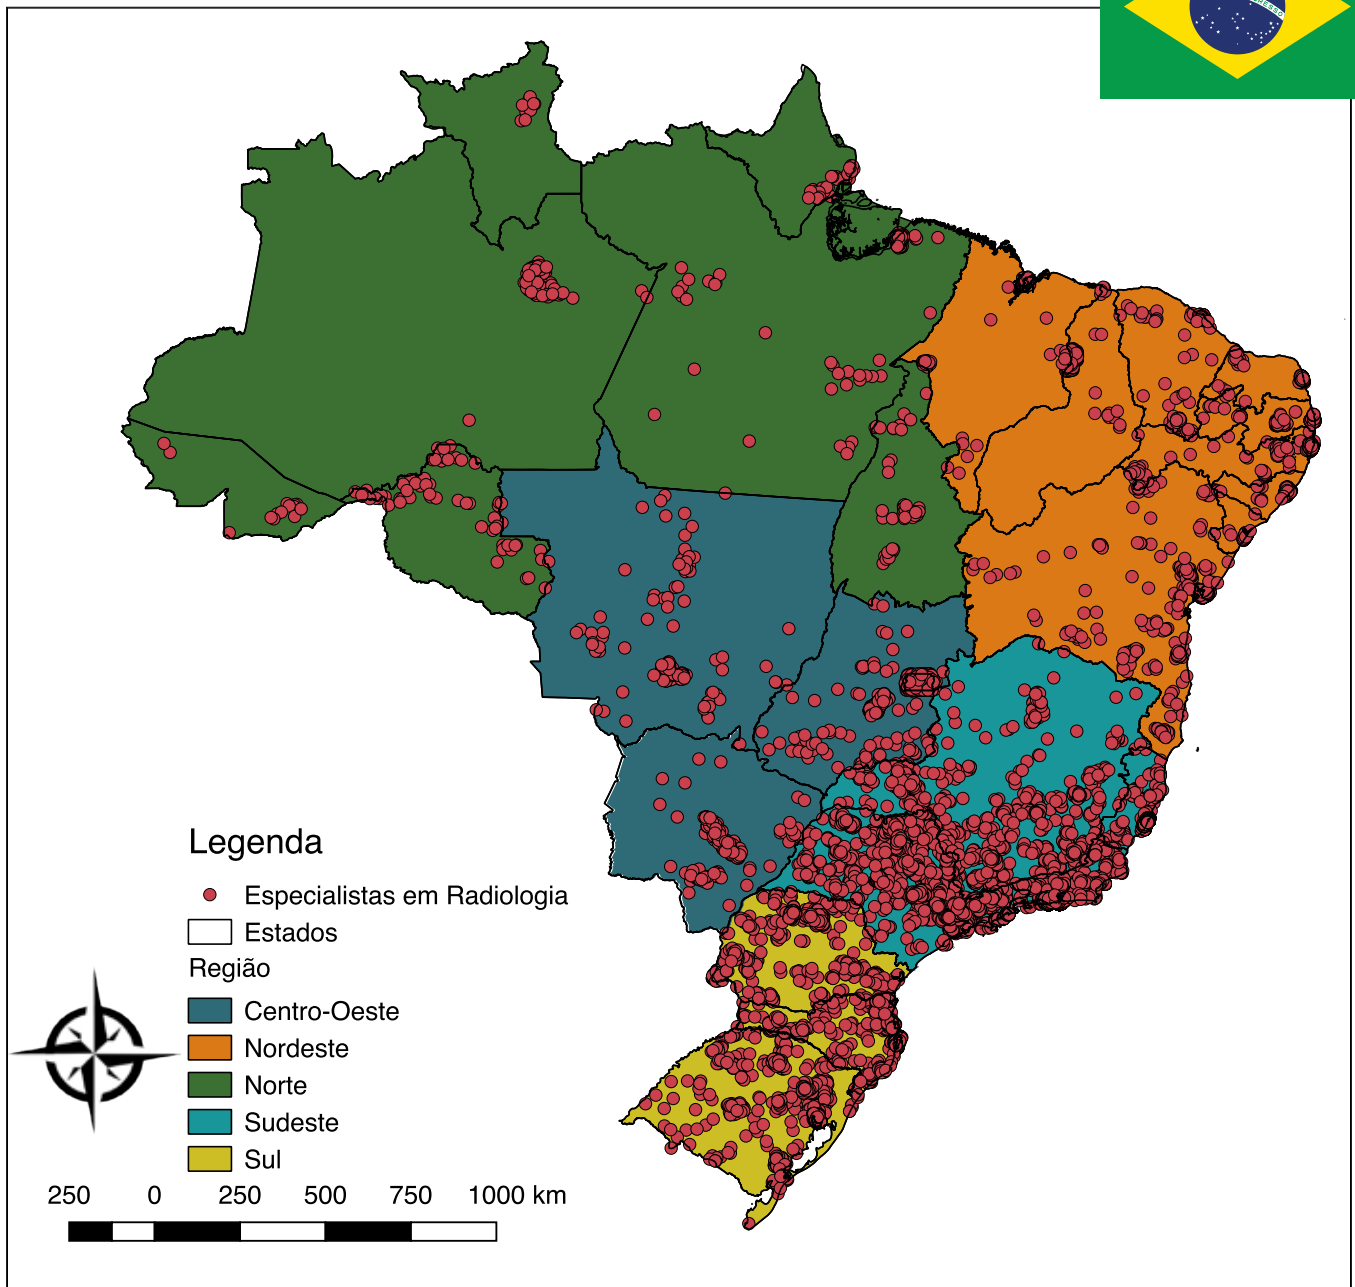 Legenda
Especialistas em Radiologia
Estados
Região
Centro-Oeste
Nordeste
Norte
Sudeste
Sul
250 0 250 500 750 1000 km